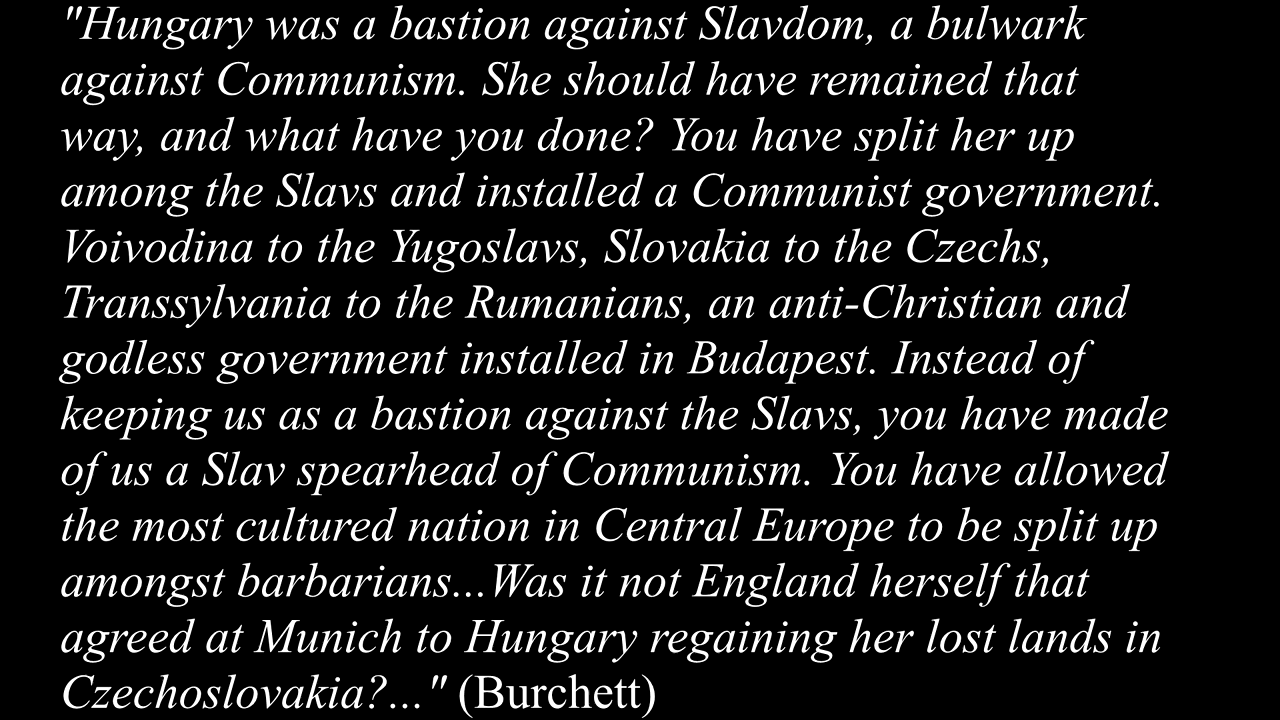 "Hungary was a bastion against Slavdom, a bulwark
against Communism. She should have remained that
way, and what have you done? You have split her up
among the Slavs and installed a Communist government.
Voivodina to the Yugoslavs, Slovakia to the Czechs,
Transsylvania to the Rumanians, an anti-Christian and
godless government installed in Budapest. Instead of
keeping us as a bastion against the Slavs, you have made
of us a Slav spearhead of Communism. You have allowed
the most cultured nation in Central Europe to be split up
amongst barbarians...Was it not England herself that
agreed at Munich to Hungary regaining her lost lands in
Czechoslovakia?..." (Burchett)